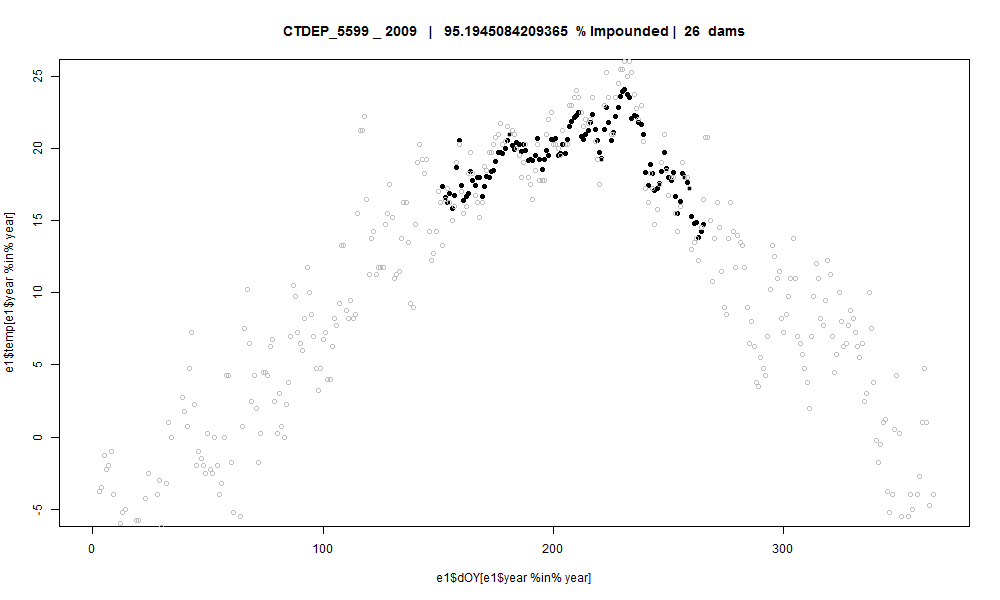 CTDEP_5599 _ 2009 | 95.1945084209365 % Impounded | 26 dams
e1$temp[e1$year %in% year]
25
20
15
10
5
0
-5
0 100 200 300
e1$dOY[e1$year %in% year]